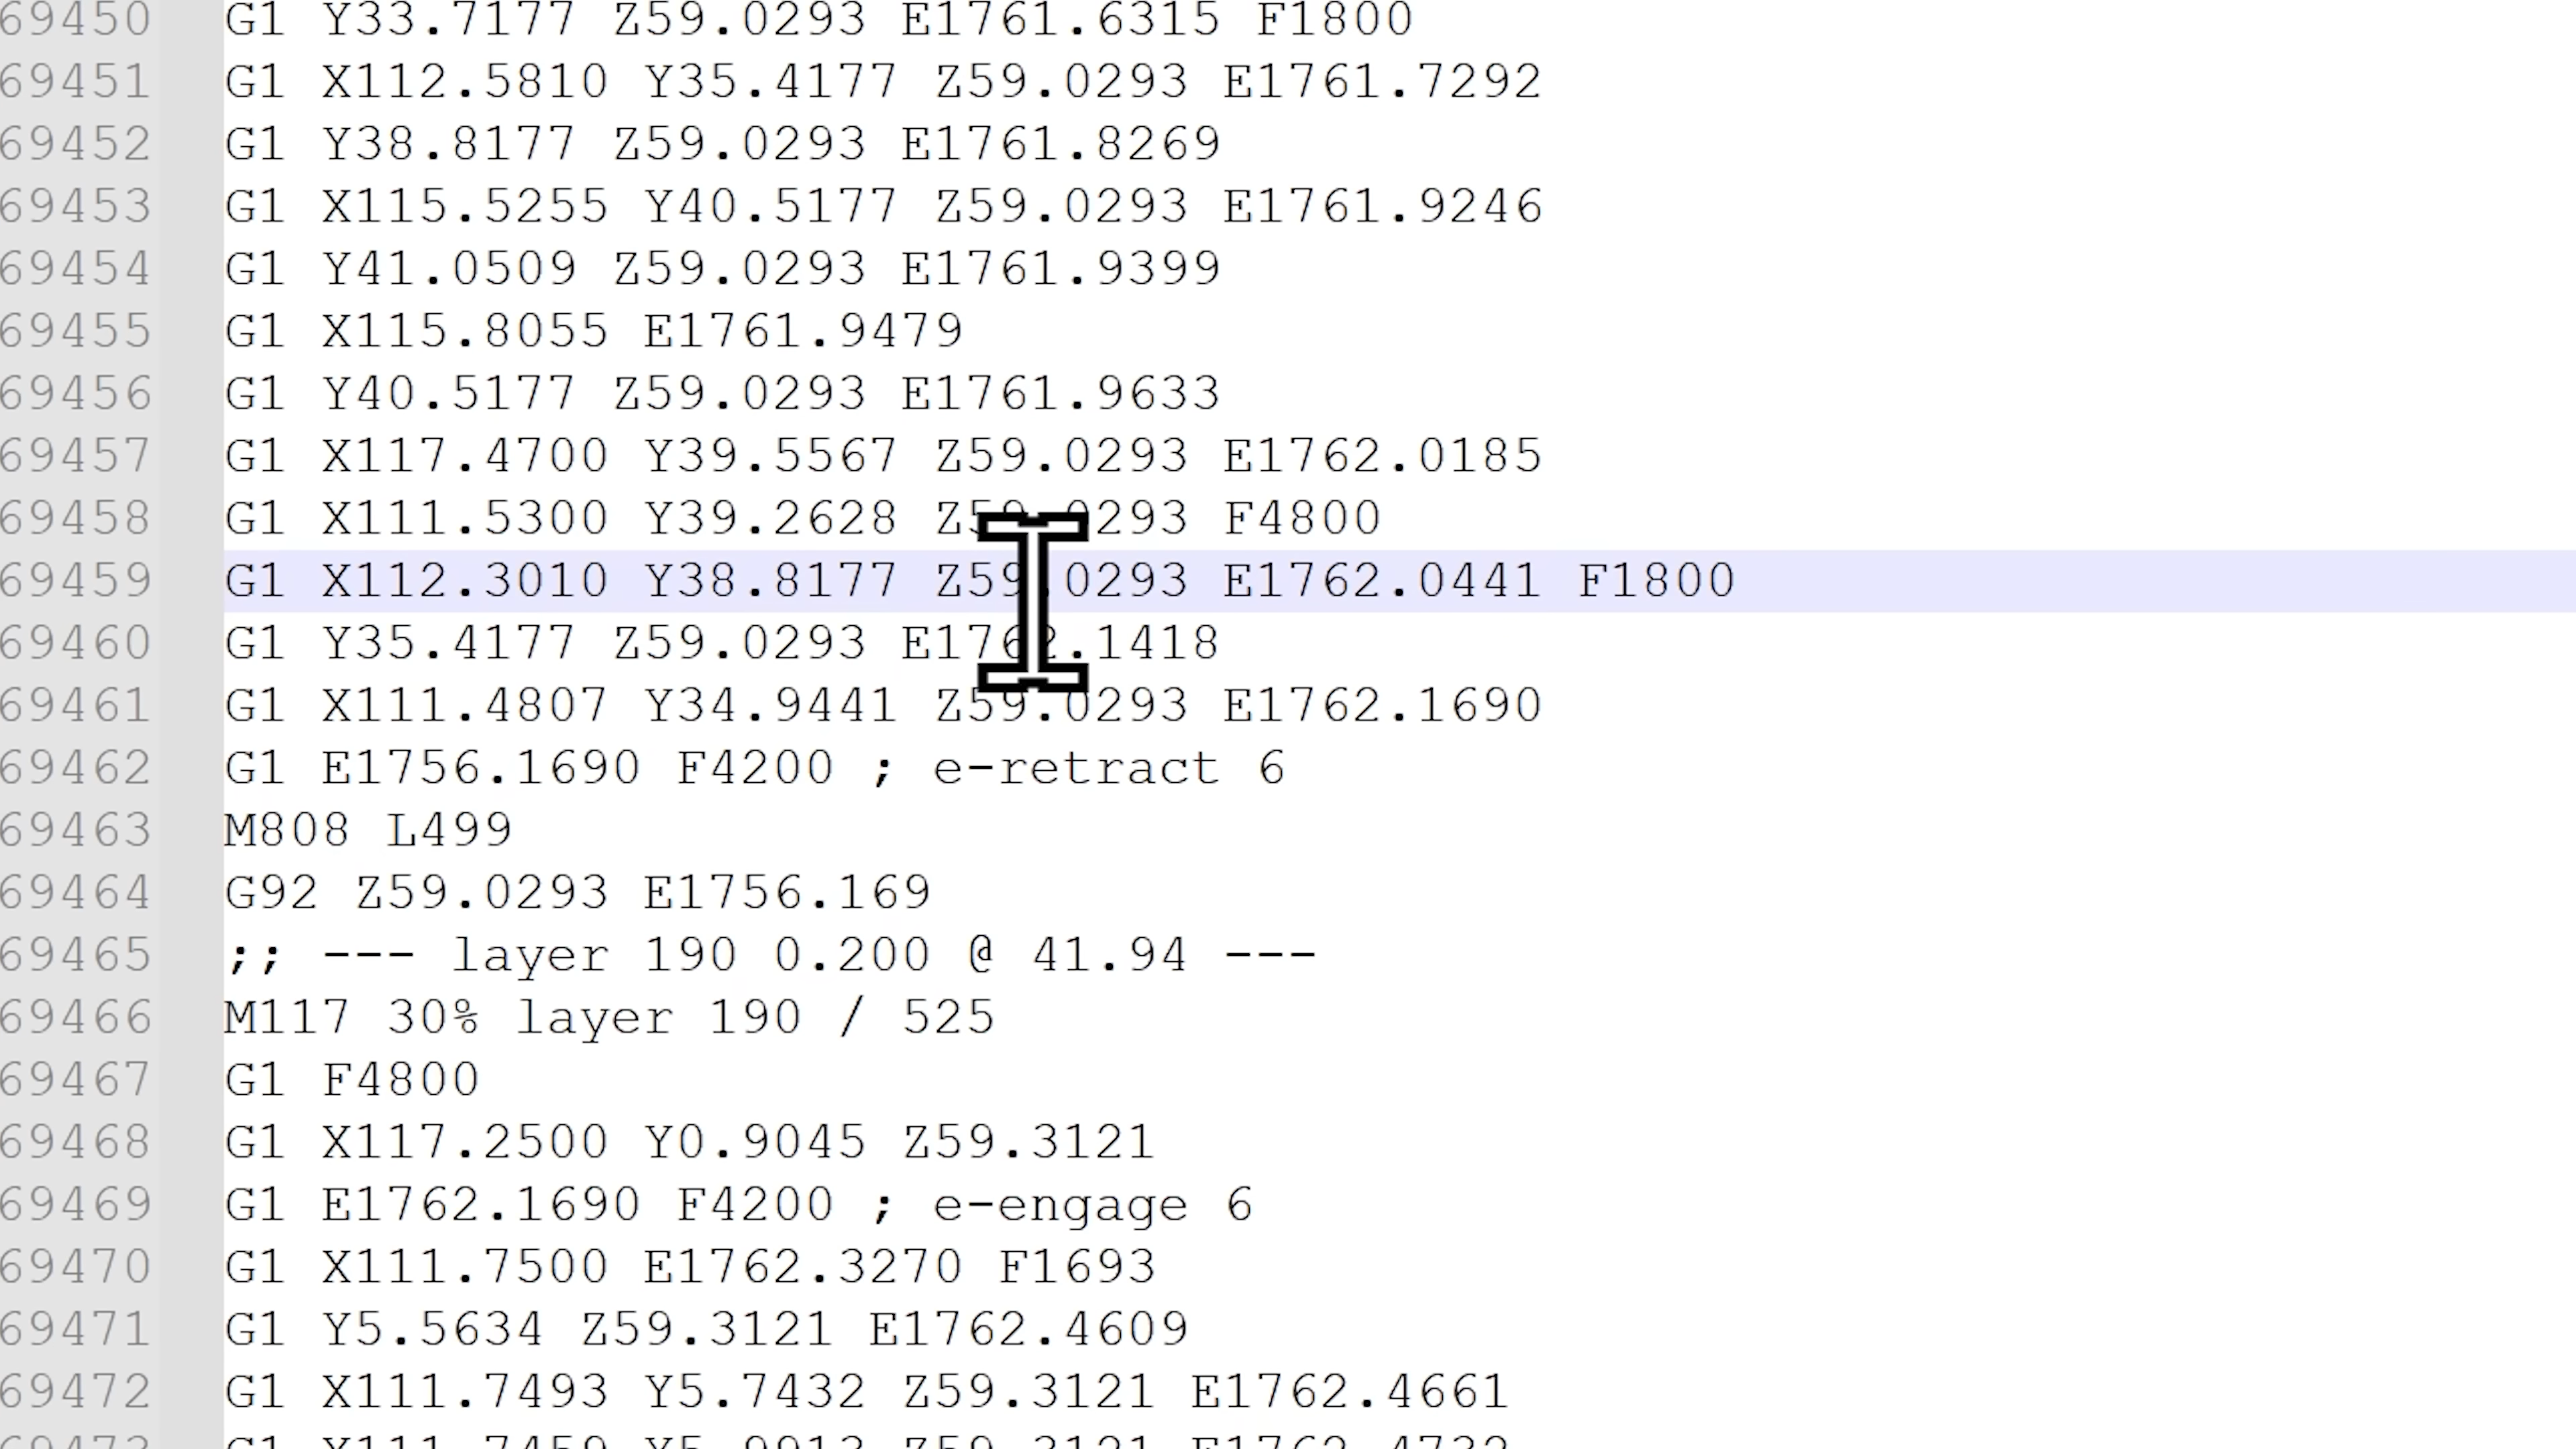 69450 G1 Y33.7177 Z59.0293 E1761.6315 F1800
69451 G1 X112.5810 Y35.4177 Z59.0293 E1761.7292
69452 G1 Y38.8177 Z59.0293 E1761.8269
69453 G1 X115.5255 Y40.5177 Z59.0293 E1761.9246
69454 G1 Y41.0509 Z59.0293 E1761.9399
69455 G1 X115.8055 E1761.9479
69456 G1 Y40.5177 Z59.0293 E1761.9633
69457 G1 X117.4700 Y39.5567 Z59.0293 E1762.0185
69458 G1 X111.5300 Y39.2628 Z59.0293 F4800
69459 G1 X112.3010 Y38.8177 Z59.0293 E1762.0441 F1800
69460 G1 Y35.4177 Z59.0293 E1762.1418
69461 G1 X111.4807 Y34.9441 Z59.0293 E1762.1690
69462 G1 E1756.1690 F4200 ; e-retract 6
69463 M808 L499
69464 G92 Z59.0293 E1756.169
69465 ;; --- layer 190 0.200 @ 41.94 ---
69466 M117 30% layer 190 / 525
69467 G1 F4800
69468 G1 X117.2500 Y0.9045 Z59.3121
69469 G1 E1762.1690 F4200 ; e-engage 6
69470 G1 X111.7500 E1762.3270 F1693
69471 G1 Y5.5634 Z59.3121 E1762.4609
69472 G1 X111.7493 Y5.7432 Z59.3121 E1762.4661